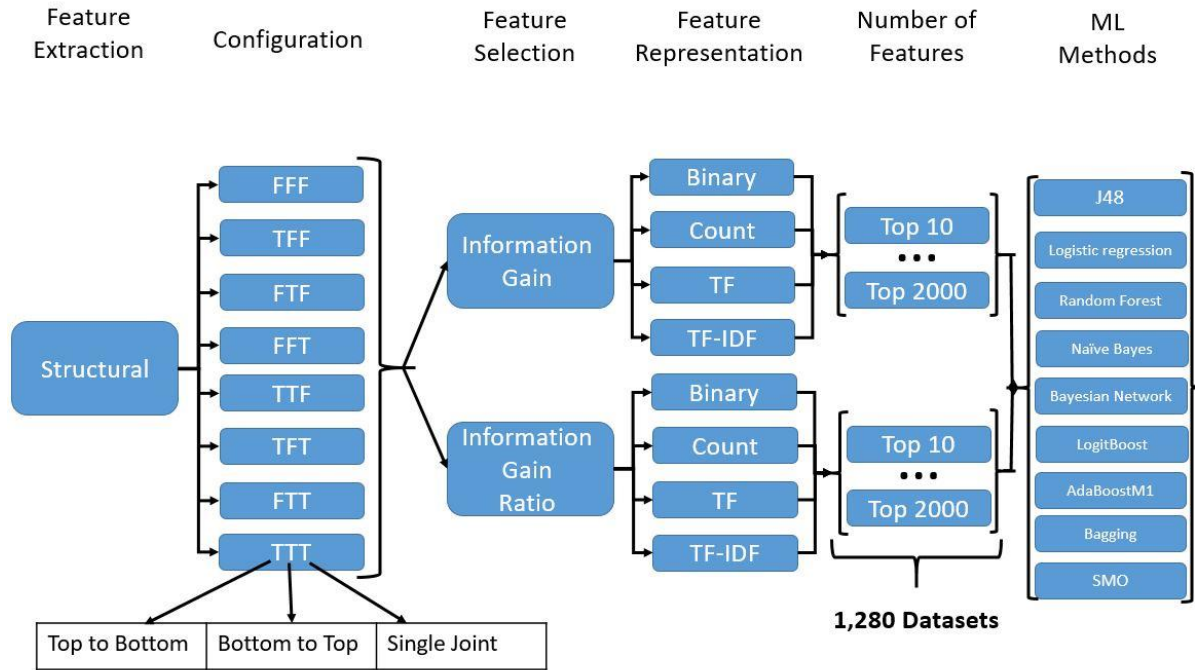 Feature
Extraction
Configuration
Feature
Selection
Feature
Representation
Number of
Features
ML
Methods
Structural
FFF
TFF
FTF
FFT
TTF
TFT
FTT
TTT
Top to Bottom
Bottom to Top
Single Joint
Information
Gain
Information
Gain
Ratio
Binary
Count
TF
TF-IDF
Binary
Count
TF
TF-IDF
Top 10
...
Top 2000
Top 10
...
Top 2000
1,280 Datasets
J48
Logistic regression
Random Forest
Naïve Bayes
Bayesian Network
LogitBoost
AdaBoostM1
Bagging
SMO